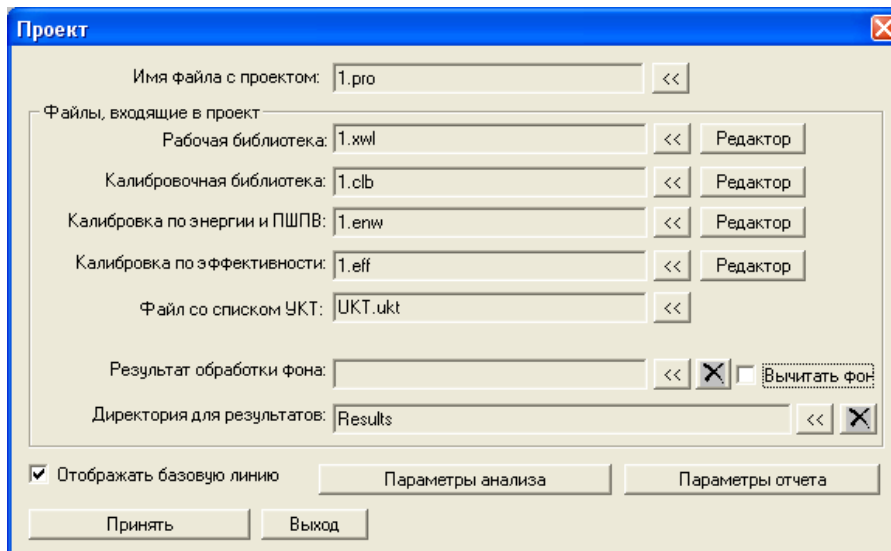 Проект
Имя файла с проектом: 1.pro <<
Файлы, входящие в проект
Рабочая библиотека: 1.xwl << Редактор
Калибровочная библиотека: 1.clb << Редактор
Калибровка по энергии и ПШПВ: 1.enw << Редактор
Калибровка по эффективности: 1.eff << Редактор
Файл со списком УКТ: UKT.ukt <<
Результат обработки фона: << Вычитать фон
Директория для результатов: Results <<
Отображать базовую линию Параметры анализа Параметры отчета
Принять Выход